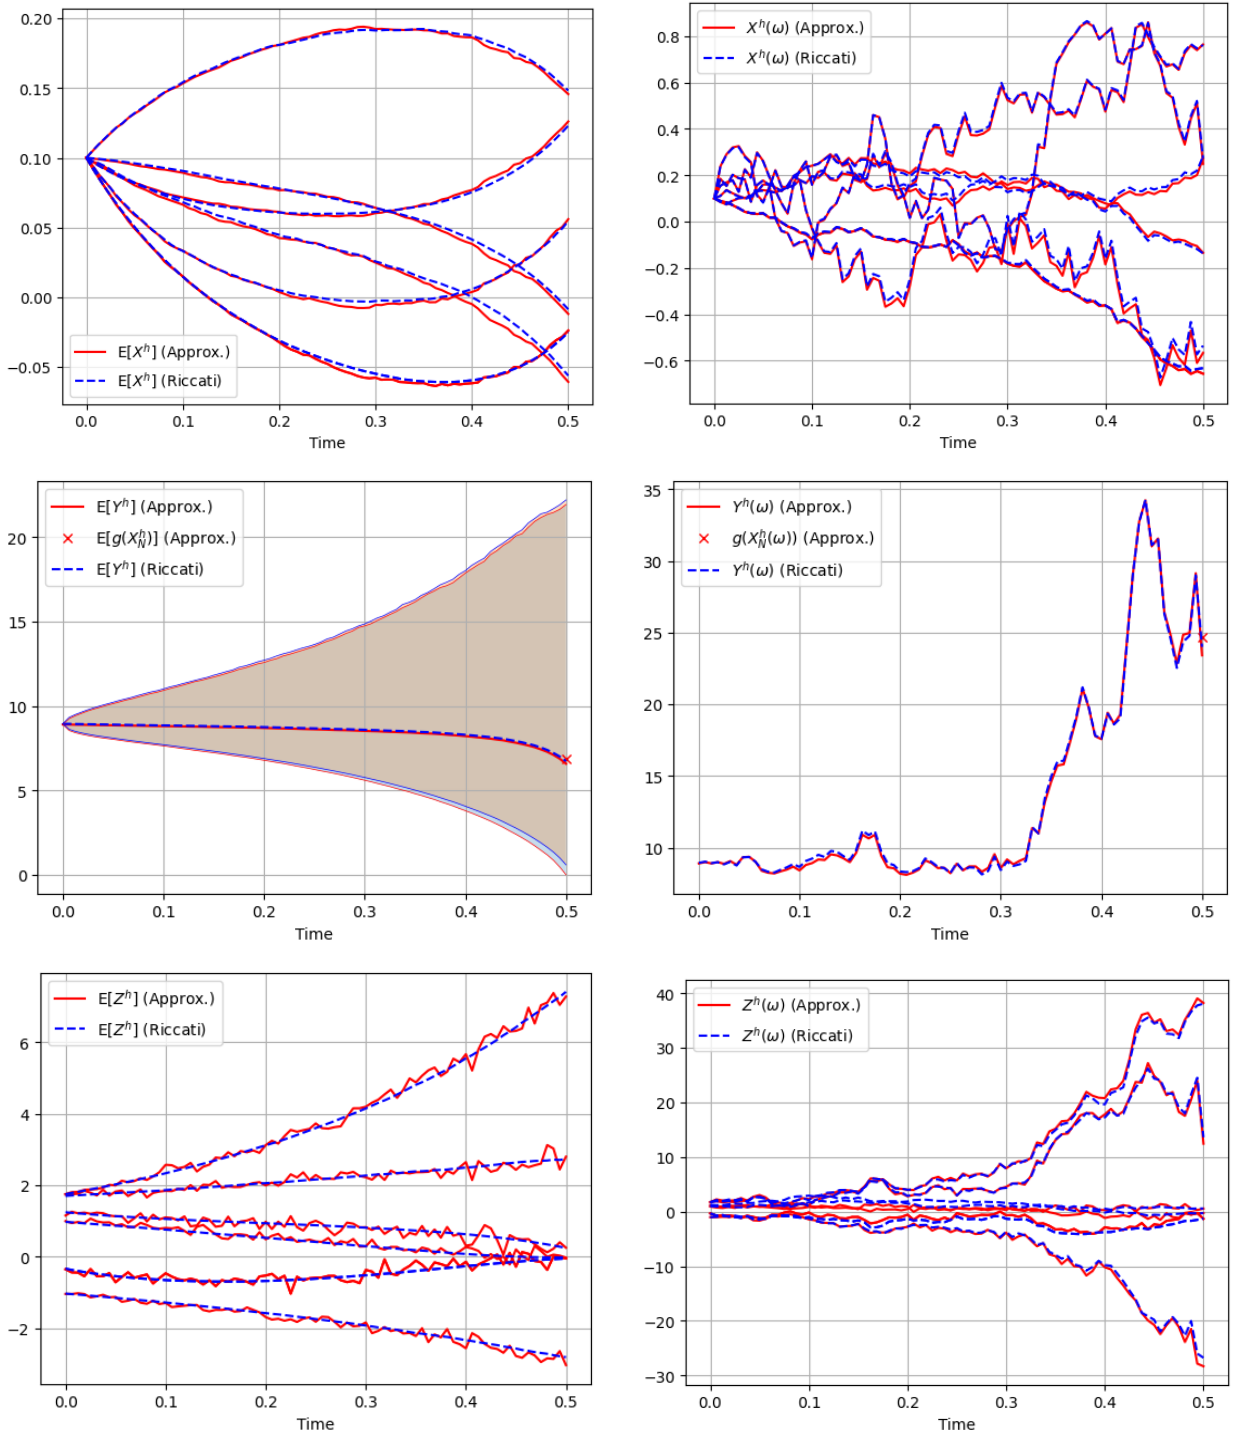 0.20
0.15
0.10
0.05
0.00
−0.05
E[X^h] (Approx.)
E[X^h] (Riccati)
0.0 0.1 0.2 0.3 0.4 0.5
Time
0.8
0.6
0.4
0.2
0.0
−0.2
−0.4
−0.6
X^h(ω) (Approx.)
X^h(ω) (Riccati)
0.0 0.1 0.2 0.3 0.4 0.5
Time
20
15
10
5
0
E[Y^h] (Approx.)
E[g(X_N^h)] (Approx.)
E[Y^h] (Riccati)
0.0 0.1 0.2 0.3 0.4 0.5
Time
35
30
25
20
15
10
Y^h(ω) (Approx.)
g(X_N^h(ω)) (Approx.)
Y^h(ω) (Riccati)
0.0 0.1 0.2 0.3 0.4 0.5
Time
6
4
2
0
−2
E[Z^h] (Approx.)
E[Z^h] (Riccati)
0.0 0.1 0.2 0.3 0.4 0.5
Time
40
30
20
10
0
−10
−20
−30
Z^h(ω) (Approx.)
Z^h(ω) (Riccati)
0.0 0.1 0.2 0.3 0.4 0.5
Time